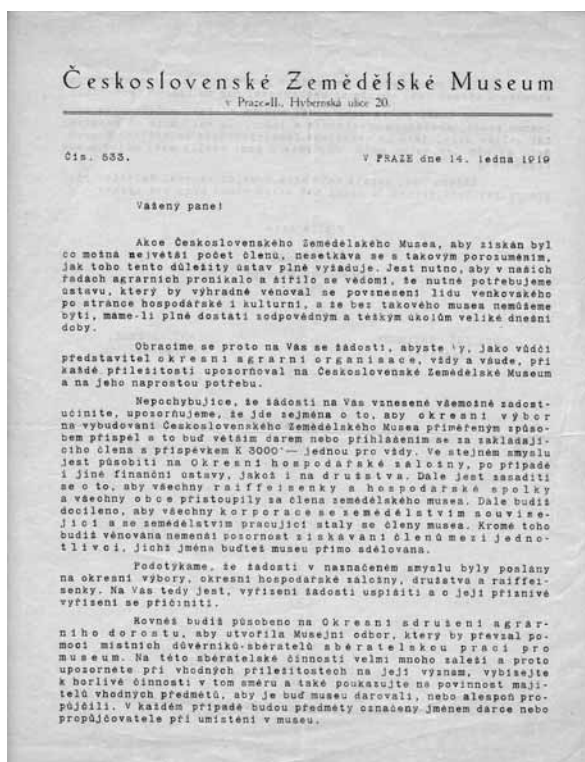 Československé Zemědělské Museum
v Praze-II., Hybernská ulice 20.
Čís. 533.
V PRAZE dne 14. ledna 1919
Vážený pane!
Akce Československého Zemědělského Musea, aby získán byl
co možná největší počet členů, nesetkává se s takovým porozuměním,
jak toho tento důležitý ústav plně vyžaduje. Jest nutno, aby v našich
řadách agrárních pronikalo a šířilo se vědomí, že nutně potřebujeme
ústavu, který by výhradně věnoval se povznesení lidu venkovského
po stránce hospodářské i kulturní, a že bez takového musea nemůžeme
býti, máme-li plně dostáti zodpovědným a těžkým úkolům veliké dnešní
doby.
Obracíme se proto na Vás se žádostí, abyste Vy, jako vůdčí
představitel okresní agrární organisace, vždy a všude, při
každé příležitosti upozorňoval na Československé Zemědělské Museum
a na jeho naprostou potřebu.
Nepochybujíce, že žádosti na Vás vznesené všemožně zadost-
učiníte, upozorňujeme, že jde zejména o to, aby okresní výbor
na vybudování Československého Zemědělského Musea přiměřeným způso-
bem přispěl a to buď větším darem nebo přihlášením se za zakládají-
cího člena s příspěvkem K 3000·— jednou pro vždy. Ve stejném smyslu
jest působiti na Okresní hospodářské záložny, po případě
i jiné finanční ústavy, jakož i na družstva. Dále jest zasaditi
se o to, aby všechny raiffeisenky a hospodářské spolky
a všechny obce přistoupily za člena zemědělského musea. Dále budiž
docíleno, aby všechny korporace se zemědělstvím souvise-
jící a se zemědělstvím pracující staly se členy musea. Kromě toho
budiž věnována nemenší pozornost získávání členů mezi jedno-
tlivci, jichž jména buďtež museu přímo sdělována.
Podotýkáme, že žádosti v naznačeném smyslu byly poslány
na okresní výbory, okresní hospodářské záložny, družstva a raiffei-
senky. Na Vás tedy jest, vyřízení žádostí uspíšiti a o její příznivé
vyřízení se přičiniti.
Rovněž budiž působeno na Okresní sdružení agrár-
ního dorostu, aby utvořila Musejní odbor, který by převzal po-
mocí místních důvěrníků-sběratelů sběratelskou práci pro
museum. Na této sběratelské činnosti velmi mnoho záleží a proto
upozornete při vhodných příležitostech na její význam, vybízejte
k horlivé činnosti v tom směru a také poukazujte na povinnost maji-
telů vhodných předmětů, aby je buď museu darovali, nebo alespoň pro-
půjčili. V každém případě budou předměty označeny jménem dárce nebo
propůjčovatele při umístění v museu.